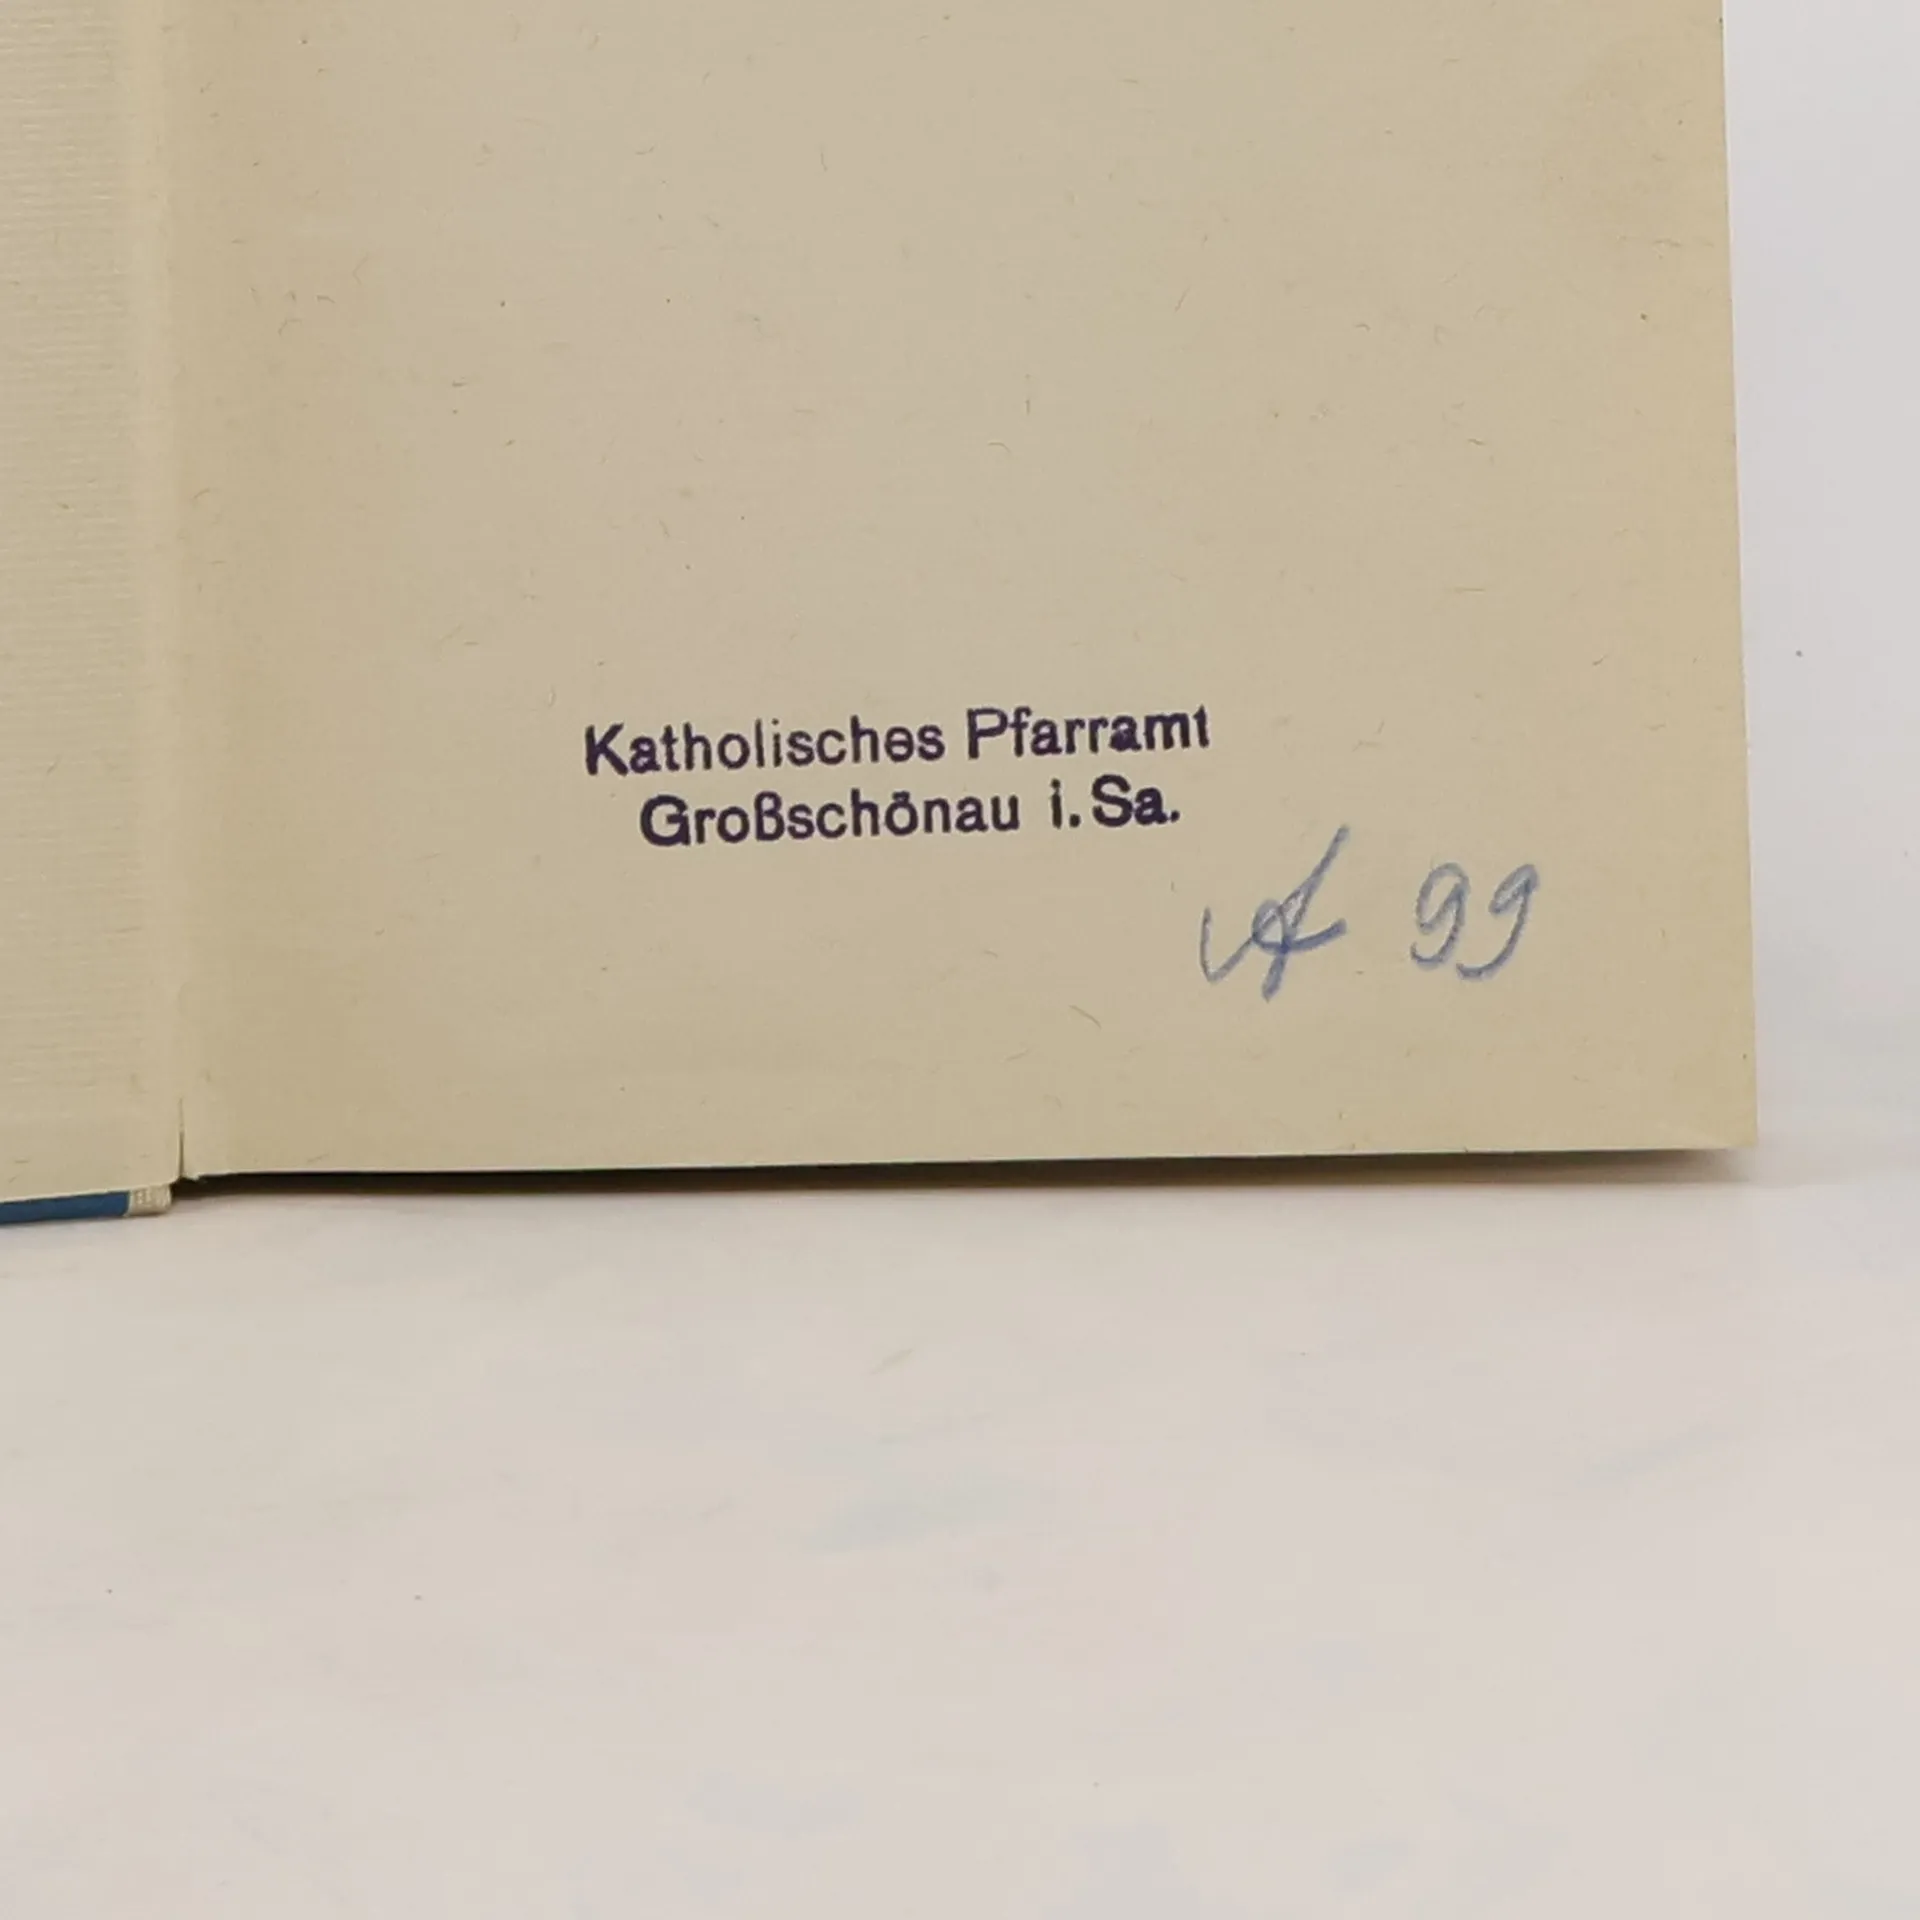 Katholisches Pfarramt
Großschönau i. Sa.
A 99